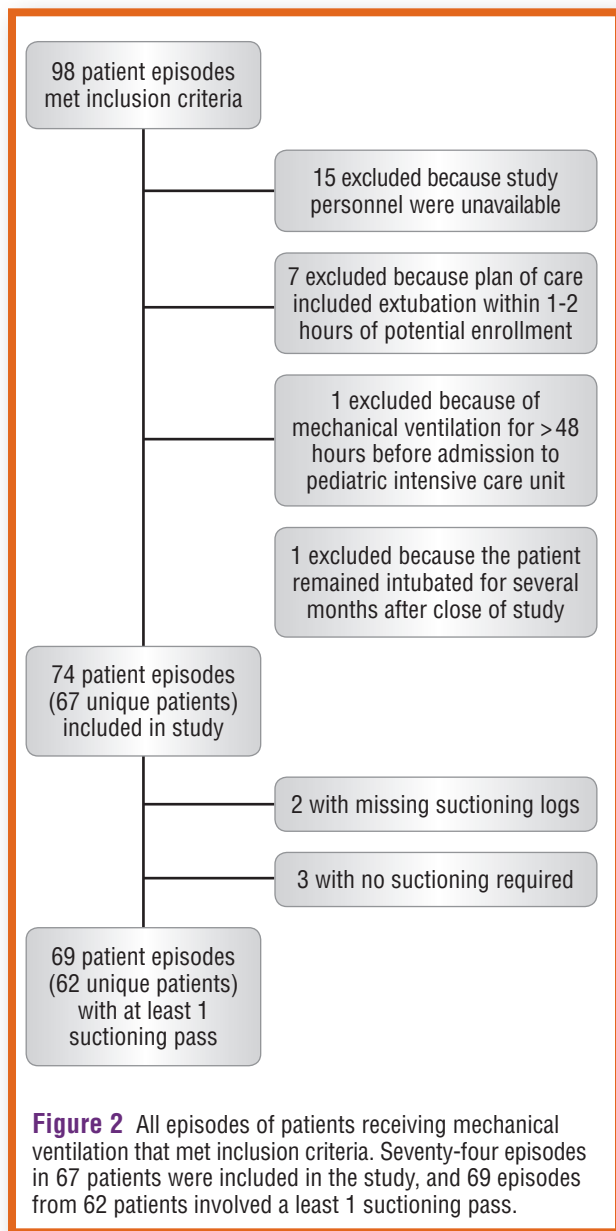 98 patient episodes
met inclusion criteria
15 excluded because study
personnel were unavailable
7 excluded because plan of care
included extubation within 1-2
hours of potential enrollment
1 excluded because of
mechanical ventilation for >48
hours before admission to
pediatric intensive care unit
1 excluded because the patient
remained intubated for several
months after close of study
74 patient episodes
(67 unique patients)
included in study
2 with missing suctioning logs
3 with no suctioning required
69 patient episodes
(62 unique patients)
with at least 1
suctioning pass
Figure 2 All episodes of patients receiving mechanical
ventilation that met inclusion criteria. Seventy-four episodes
in 67 patients were included in the study, and 69 episodes
from 62 patients involved a least 1 suctioning pass.